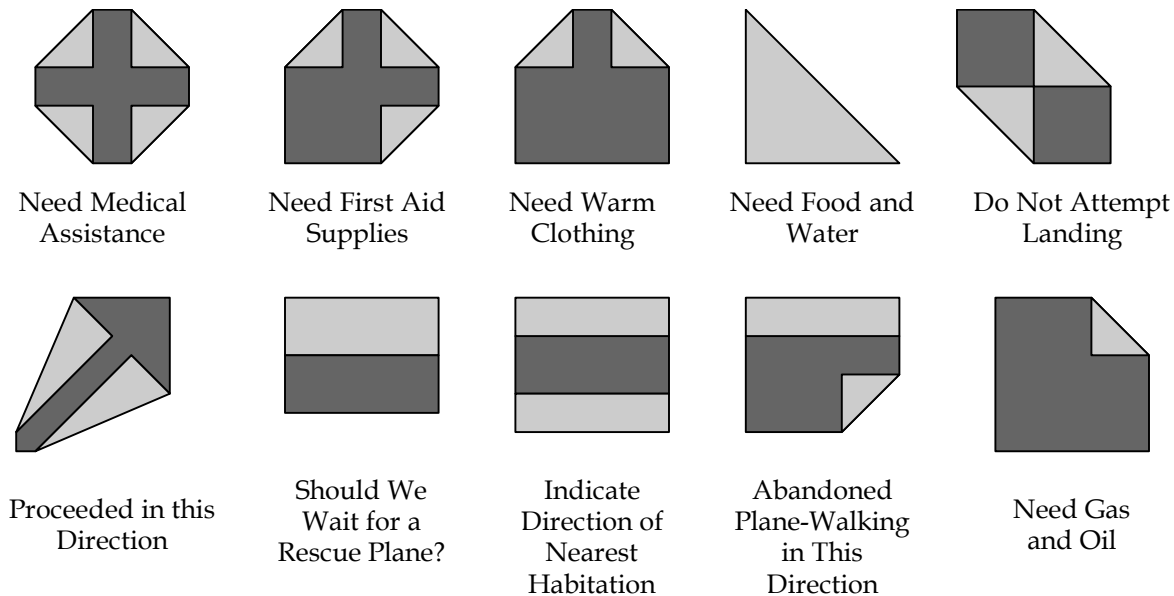 Need Medical
Assistance
Need First Aid
Supplies
Need Warm
Clothing
Need Food and
Water
Do Not Attempt
Landing
Proceeded in this
Direction
Should We
Wait for a
Rescue Plane?
Indicate
Direction of
Nearest
Habitation
Abandoned
Plane-Walking
in This
Direction
Need Gas
and Oil